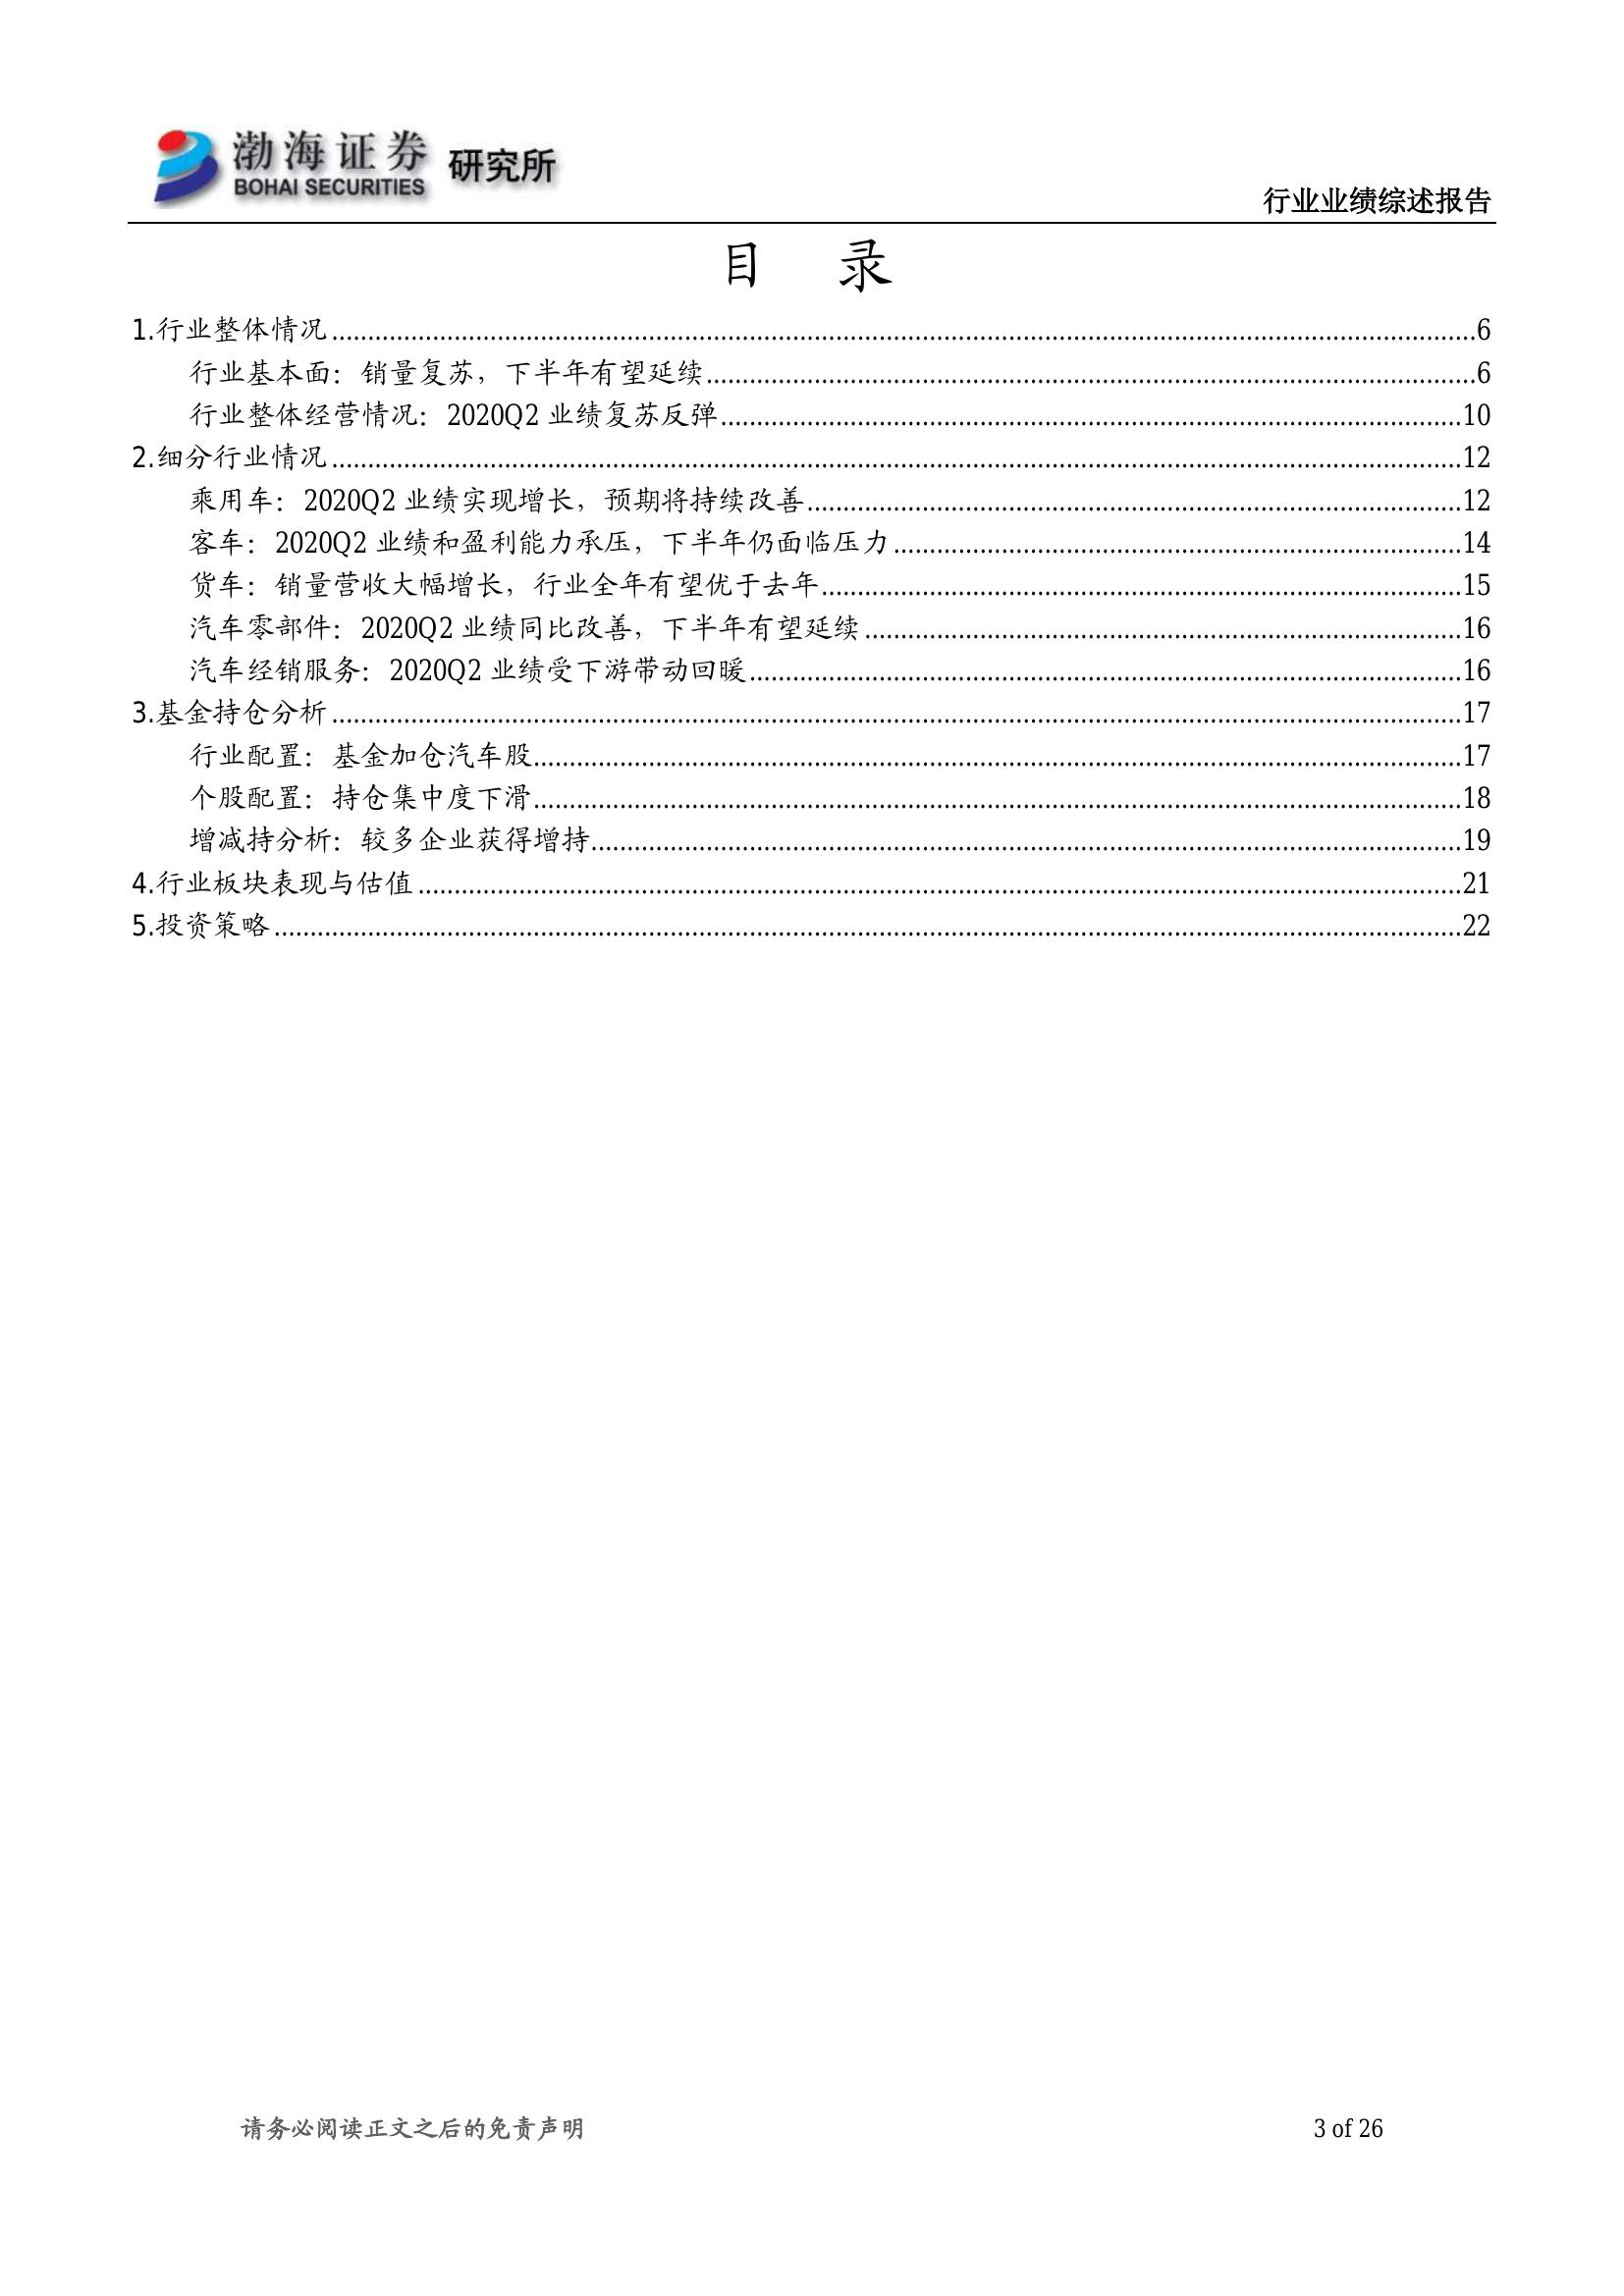 渤海证券 研究所
BOHAI SECURITIES
行业业绩综述报告
目 录
1.行业整体情况........................................6
行业基本面：销量复苏，下半年有望延续........................................6
行业整体经营情况：2020Q2 业绩复苏反弹........................................10
2.细分行业情况........................................12
乘用车：2020Q2 业绩实现增长，预期将持续改善........................................12
客车：2020Q2 业绩和盈利能力承压，下半年仍面临压力........................................14
货车：销量营收大幅增长，行业全年有望优于去年........................................15
汽车零部件：2020Q2 业绩同比改善，下半年有望延续........................................16
汽车经销服务：2020Q2 业绩受下游带动回暖........................................16
3.基金持仓分析........................................17
行业配置：基金加仓汽车股........................................17
个股配置：持仓集中度下滑........................................18
增减持分析：较多企业获得增持........................................19
4.行业板块表现与估值........................................21
5.投资策略........................................22
请务必阅读正文之后的免责声明 3 of 26